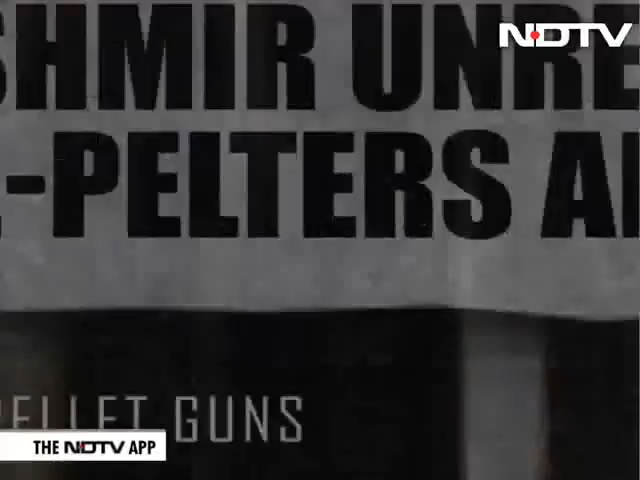 NDTV
SHMIR UNRE
-PELTERS A
PELLET GUNS
THE NDTV APP